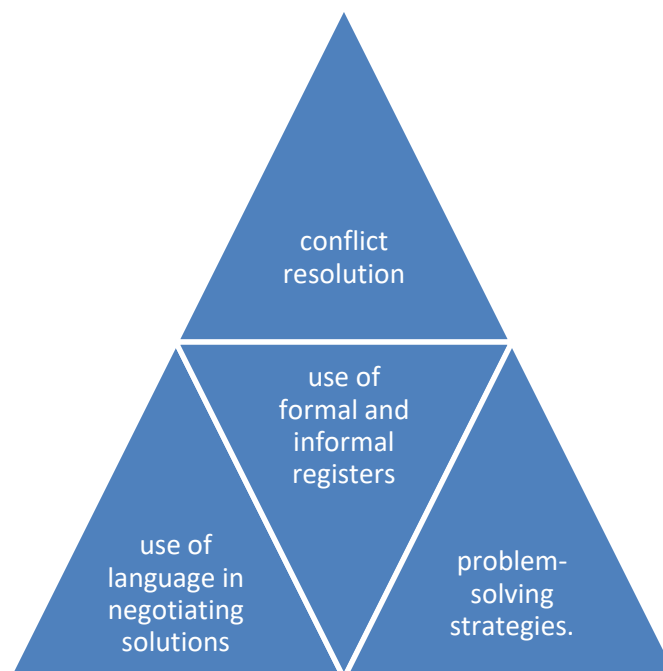 conflict
resolution
use of
formal and
informal
registers
use of
language in
negotiating
solutions
problem-
solving
strategies.